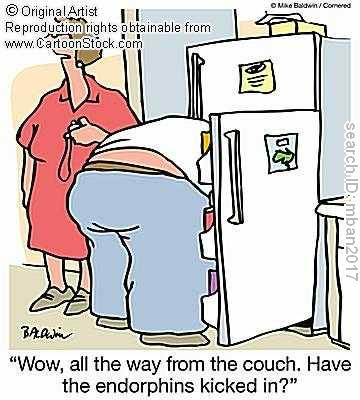 © Original Artist
Reproduction rights obtainable from
www.CartoonStock.com
© Mike Baldwin / Cornered
search ID: mban2017
BALDWIN
"Wow, all the way from the couch. Have
the endorphins kicked in?"